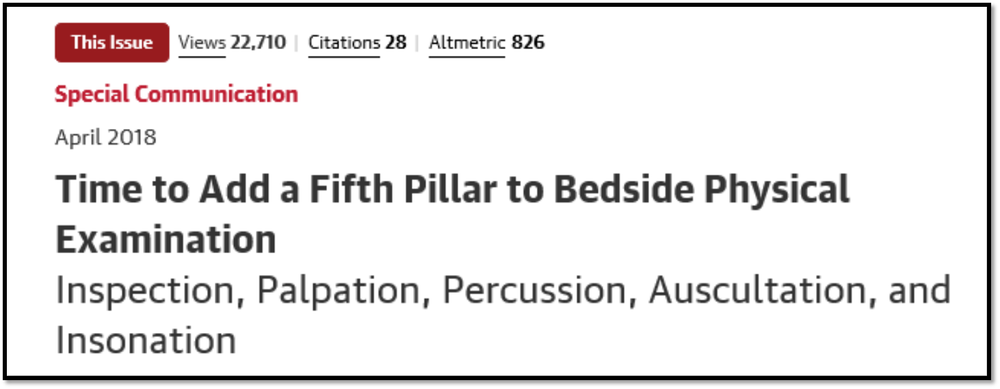 This Issue Views 22,710 | Citations 28 | Altmetric 826
Special Communication
April 2018
Time to Add a Fifth Pillar to Bedside Physical
Examination
Inspection, Palpation, Percussion, Auscultation, and
Insonation